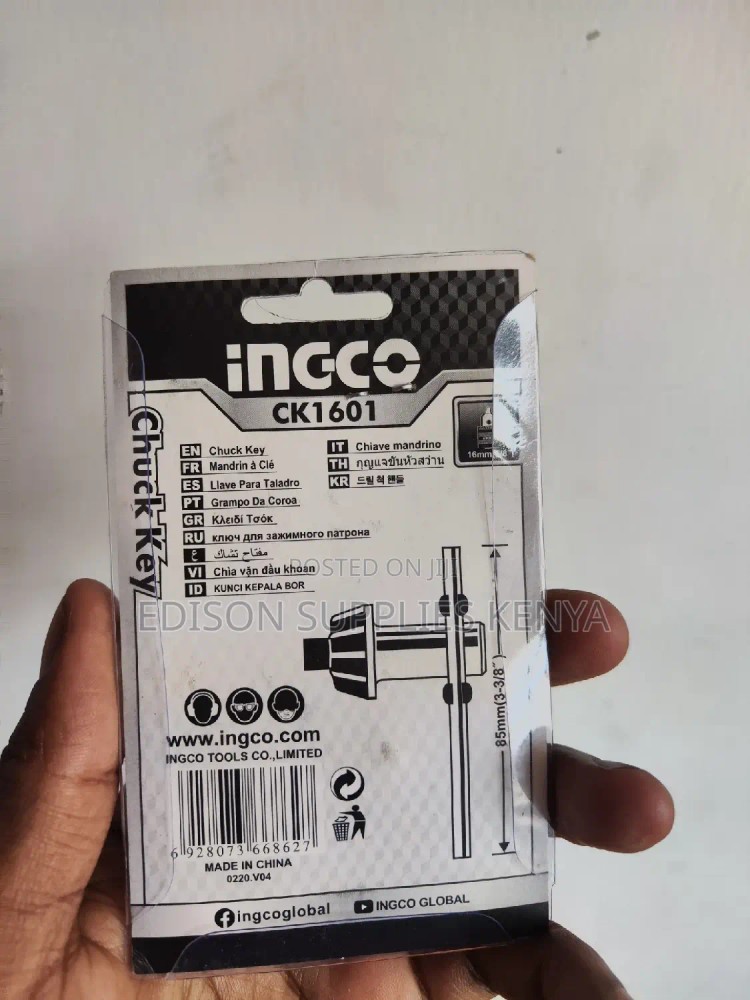 iNGCO
CK1601
Chuck Key
EN Chuck Key
FR Mandrin à Clé
ES Llave Para Taladro
PT Grampo Da Coroa
GR Κλειδί Τσόκ
RU ключ для зажимного патрона
ع مفتاح تشاك
VI Chìa vặn đầu khoan
ID KUNCI KEPALA BOR
IT Chiave mandrino
TH กุญแจขันหัวสว่าน
KR 드릴 척 핸들
16mm
85mm(3-3/8")
POSTED ON JIJI
EDISON SUPPLIES KENYA
www.ingco.com
INGCO TOOLS CO.,LIMITED
6 928073 668627
MADE IN CHINA
0220.V04
ingcoglobal
INGCO GLOBAL